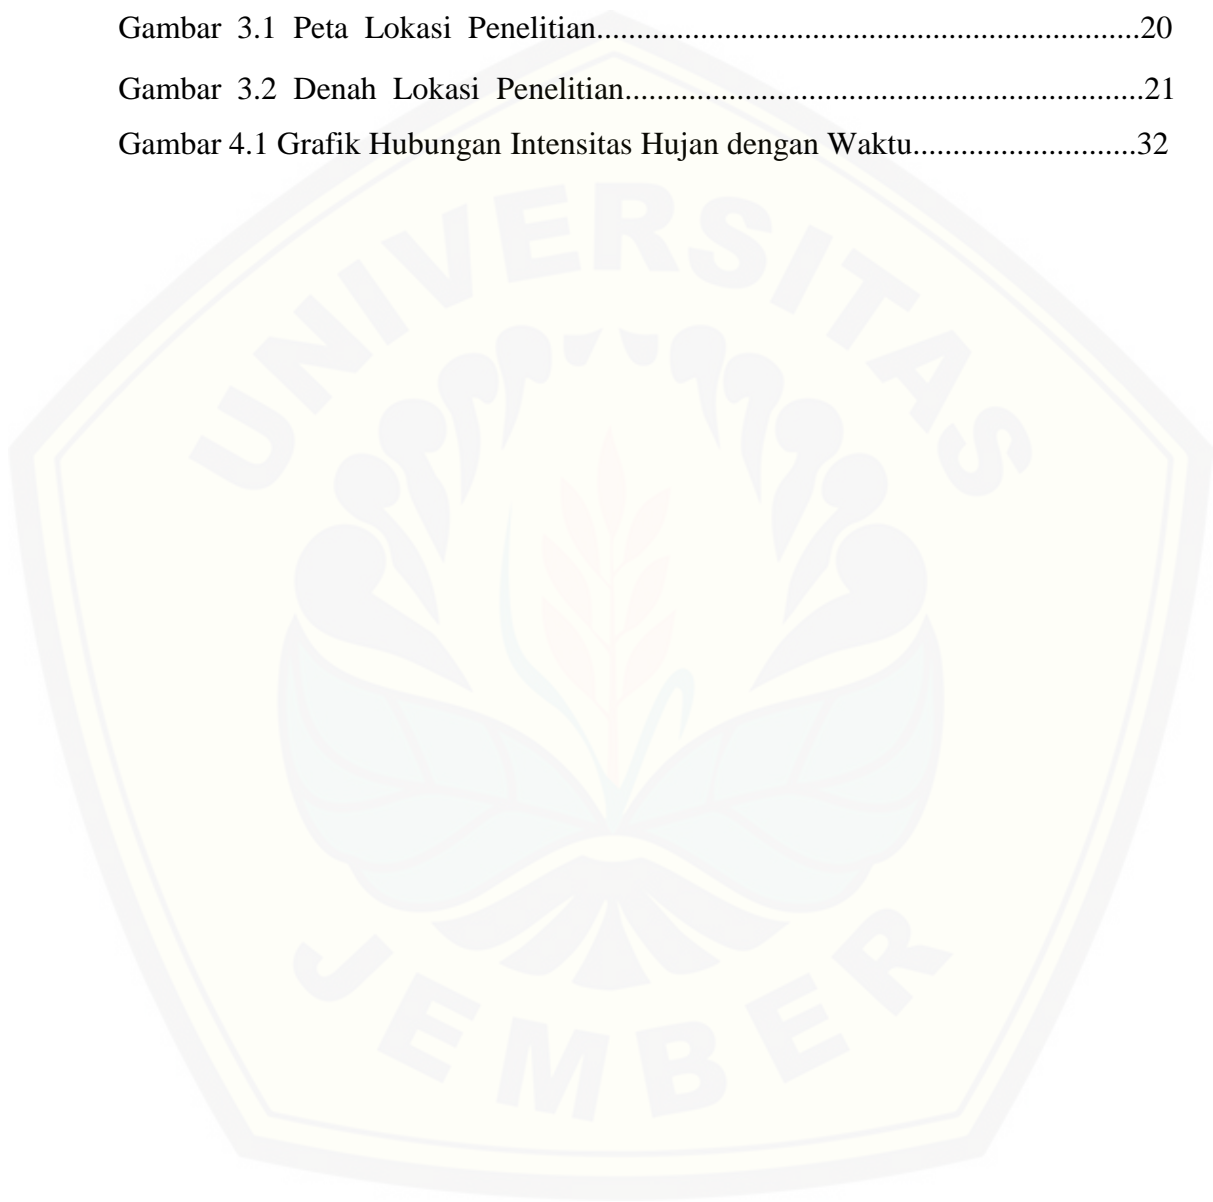 Gambar 3.1 Peta Lokasi Penelitian....................................................................20
Gambar 3.2 Denah Lokasi Penelitian.................................................................21
Gambar 4.1 Grafik Hubungan Intensitas Hujan dengan Waktu............................32
UNIVERSITAS
JEMBER